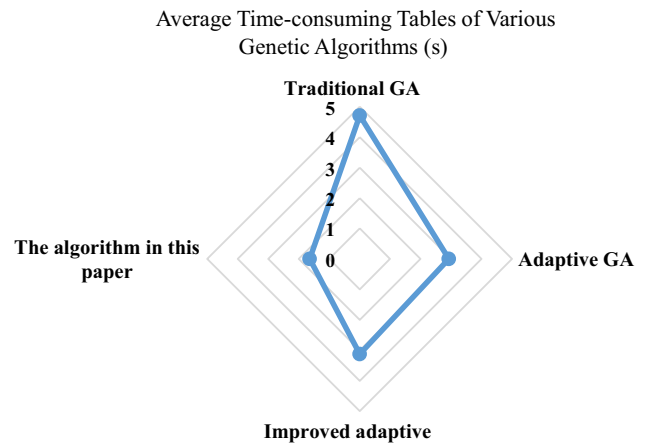 Average Time-consuming Tables of Various
Genetic Algorithms (s)
Traditional GA
5
4
3
2
1
0
The algorithm in this
paper
Adaptive GA
Improved adaptive